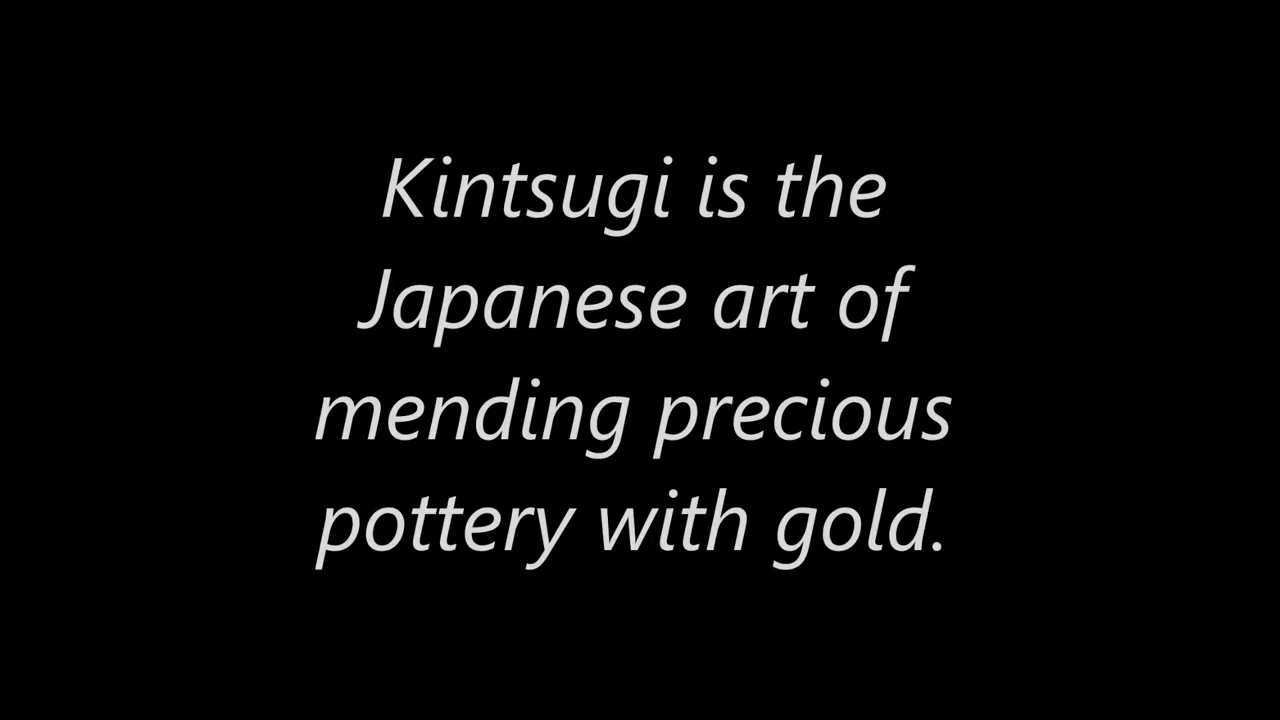 Kintsugi is the
Japanese art of
mending precious
pottery with gold.